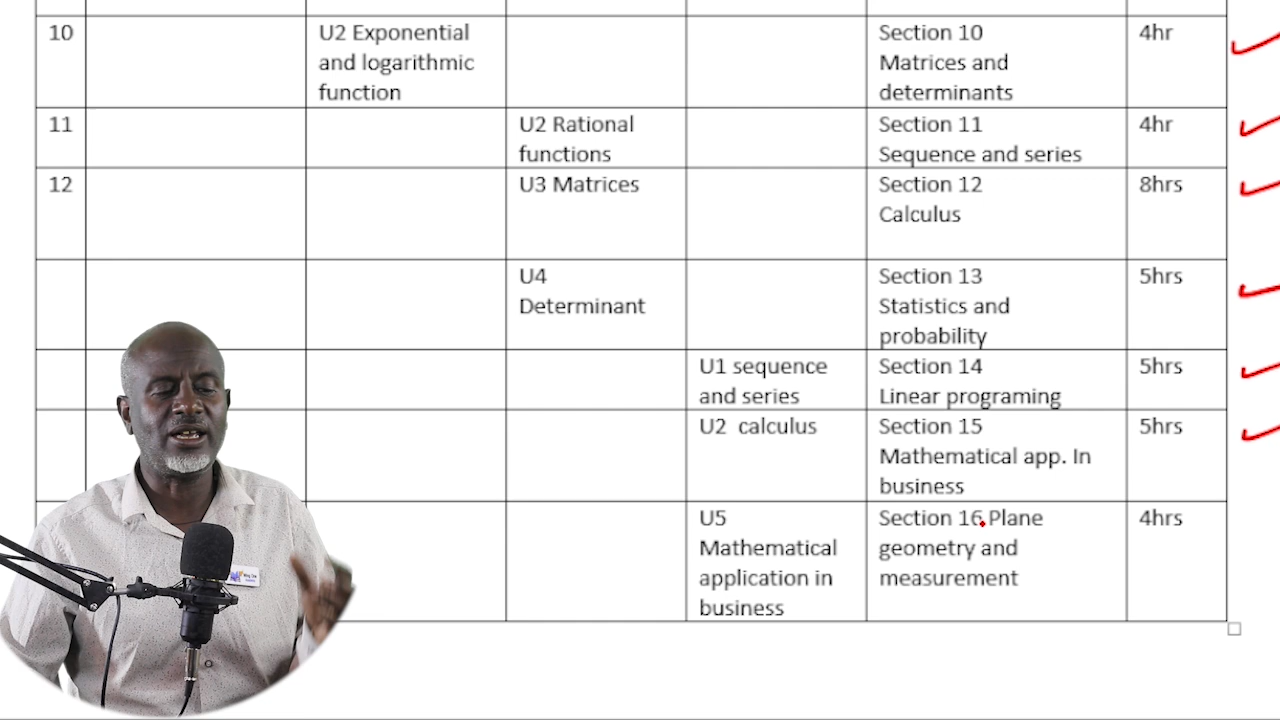 10
U2 Exponential
and logarithmic
function
Section 10
Matrices and
determinants
4hr
11
U2 Rational
functions
Section 11
Sequence and series
4hr
12
U3 Matrices
Section 12
Calculus
8hrs
U4
Determinant
Section 13
Statistics and
probability
5hrs
U1 sequence
and series
Section 14
Linear programing
5hrs
U2 calculus
Section 15
Mathematical app. In
business
5hrs
U5
Mathematical
application in
business
Section 16 Plane
geometry and
measurement
4hrs